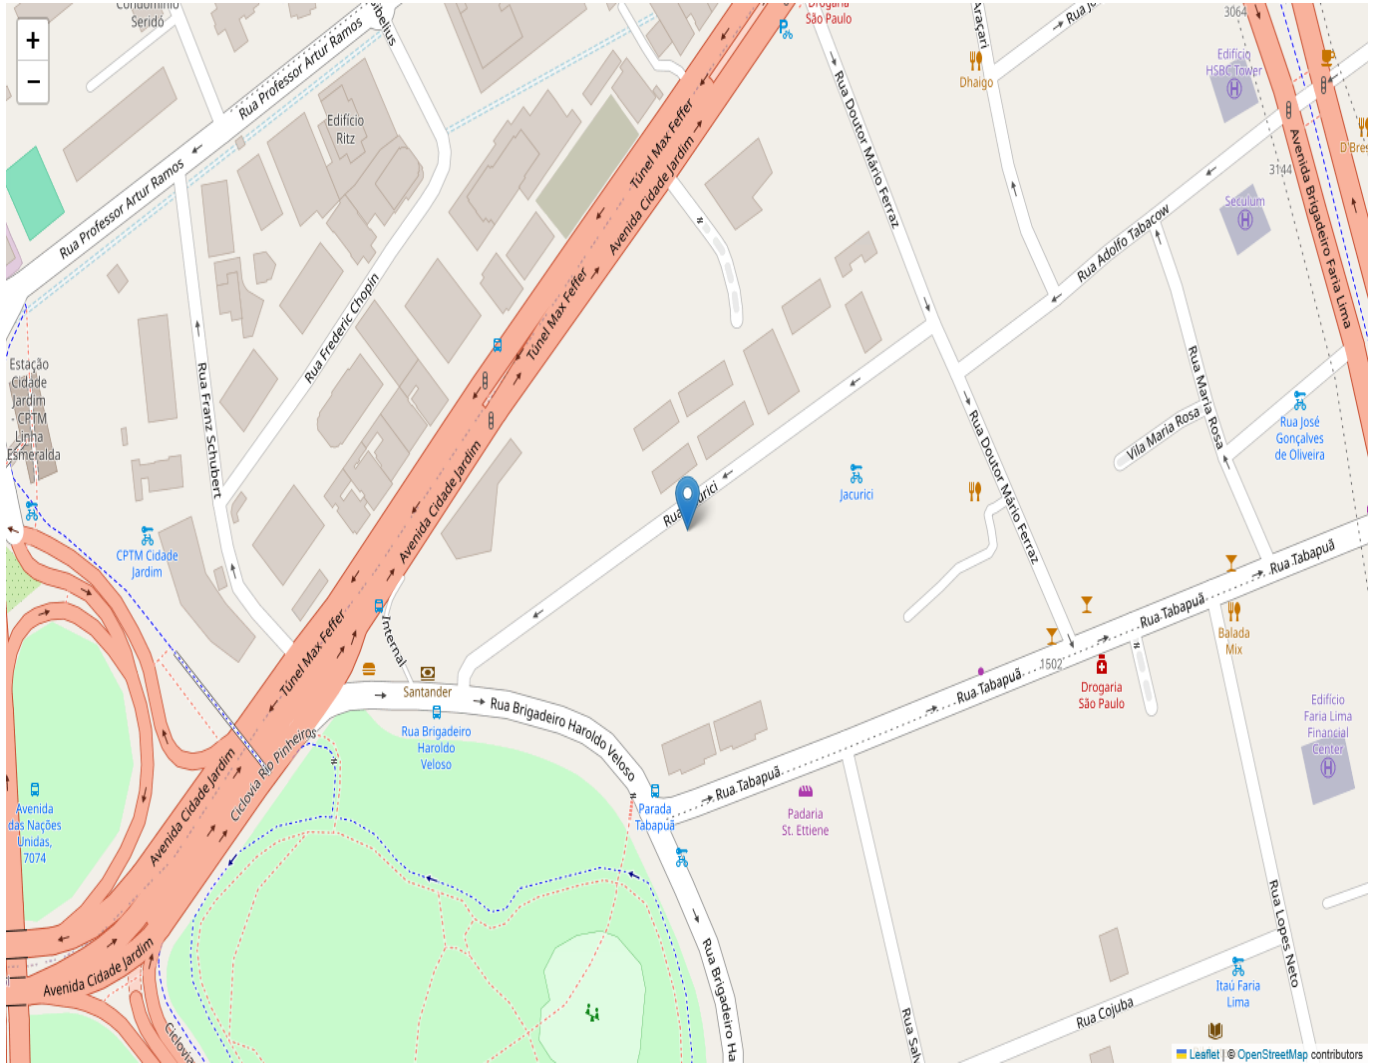 +
−
Condomínio
Seridó
Rua Professor Artur Ramos
Drogaria
São Paulo
3064
Edifício
HSBC Tower
Dhaigo
Edifício
Ritz
Túnel Max Feffer
Avenida Cidade Jardim
Rua Doutor Mário Ferraz
Avenida Brigadeiro Faria Lima
3144
Seculum
Rua Professor Artur Ramos
Rua Adolfo Tabacow
Rua Frederic Chopin
Túnel Max Feffer
Estação
Cidade
Jardim
- CPTM
Linha
Esmeralda
Rua Franz Schubert
Rua Maria Rosa
Vila Maria Rosa
Rua José
Gonçalves
de Oliveira
Avenida Cidade Jardim
Rua Doutor Mário Ferraz
Jacurici
CPTM Cidade
Jardim
Rua Tabapuã
Rua Tabapuã
Internal
Túnel Max Feffer
Santander
Balada
Mix
1502
Rua Tabapuã
Drogaria
São Paulo
Rua Brigadeiro Haroldo Veloso
Rua Brigadeiro
Haroldo
Veloso
Edifício
Faria Lima
Financial
Center
Ciclovia Rio Pinheiros
Avenida Cidade Jardim
Rua Tabapuã
Parada
Tabapuã
Padaria
St. Ettiene
Avenida
das Nações
Unidas,
7074
Rua Lopes Neto
Avenida Cidade Jardim
Itaú Faria
Lima
Rua Cojuba
Ciclovia
Rua Brigadeiro Ha
Rua Salv
Leaflet | © OpenStreetMap contributors